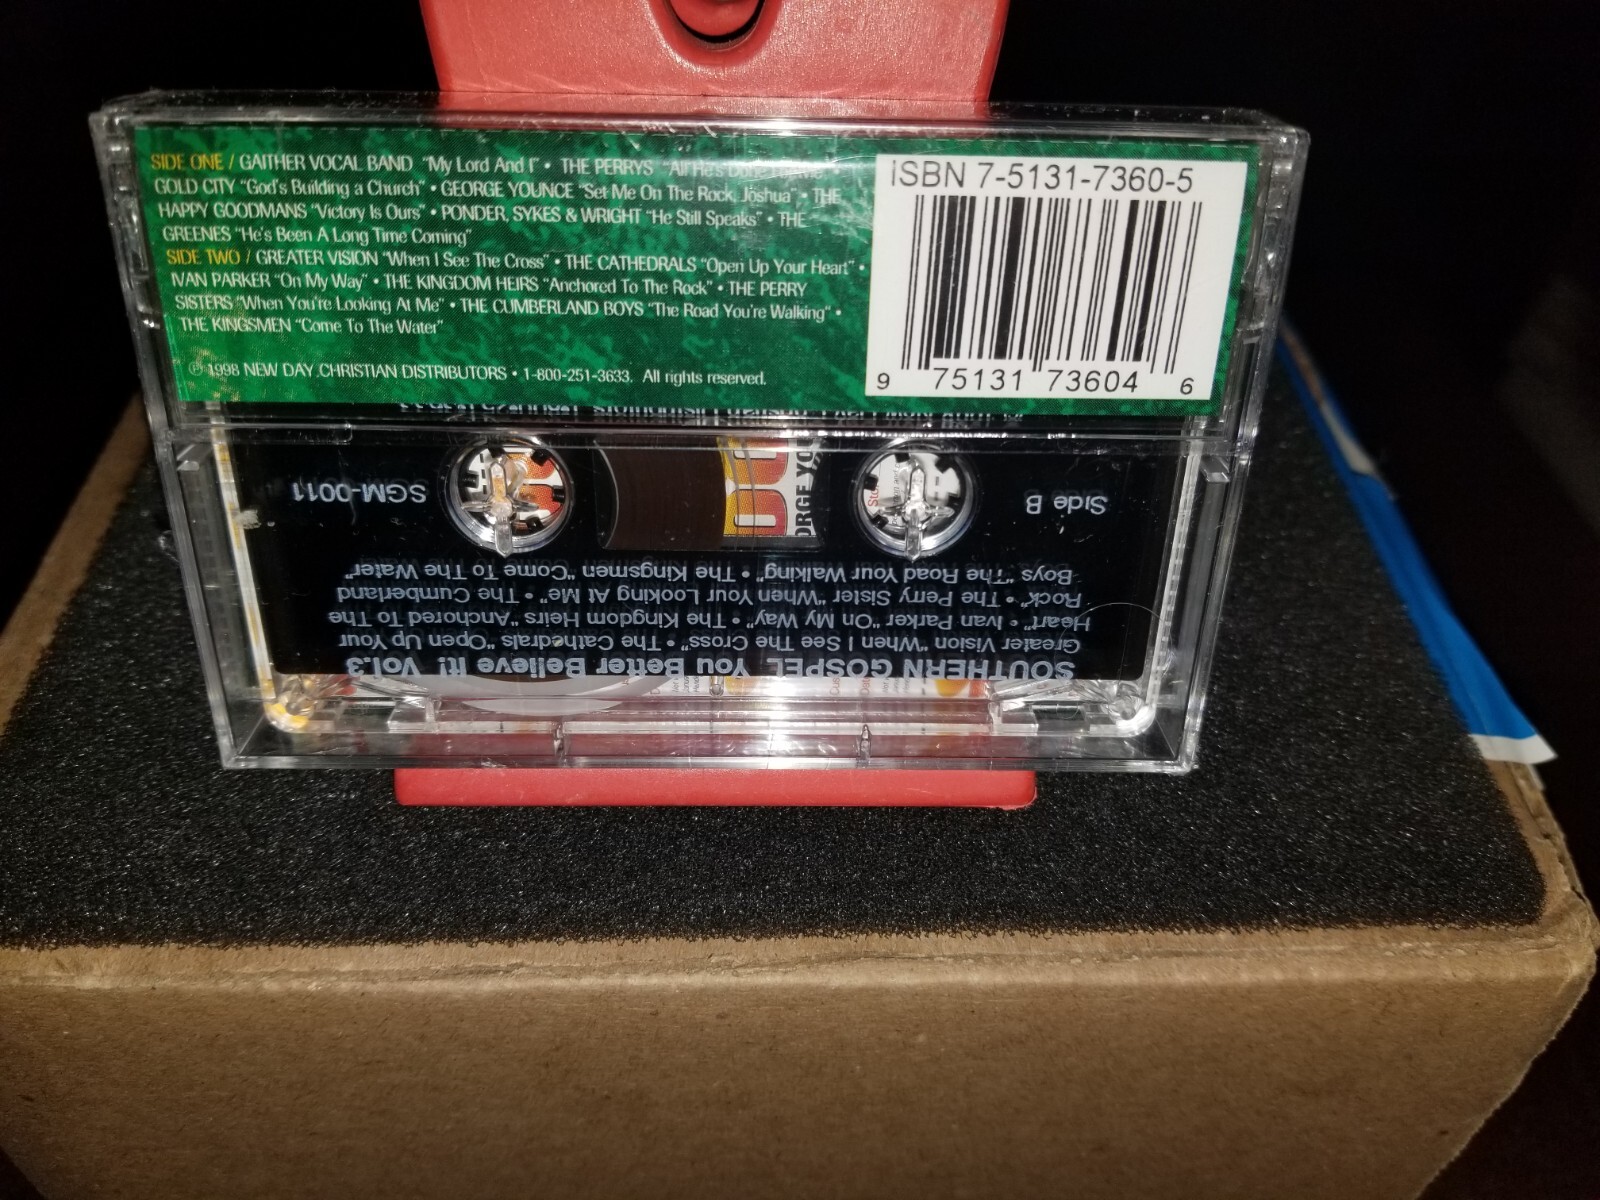 SIDE ONE / GAITHER VOCAL BAND "My Lord And I" • THE PERRYS "All He's Done For Me" •
GOLD CITY "God's Building a Church" • GEORGE YOUNCE "Set Me On The Rock, Joshua" • THE
HAPPY GOODMANS "Victory Is Ours" • PONDER, SYKES & WRIGHT "He Still Speaks" • THE
GREENES "He's Been A Long Time Coming"
SIDE TWO / GREATER VISION "When I See The Cross" • THE CATHEDRALS "Open Up Your Heart" •
IVAN PARKER "On My Way" • THE KINGDOM HEIRS "Anchored To The Rock" • THE PERRY
SISTERS "When You're Looking At Me" • THE CUMBERLAND BOYS "The Road You're Walking" •
THE KINGSMEN "Come To The Water"
℗ 1998 NEW DAY CHRISTIAN DISTRIBUTORS • 1-800-251-3633. All rights reserved.
ISBN 7-5131-7360-5
9 75131 73604 6
SOUTHERN GOSPEL You Better Believe It! Vol.3
Greater Vision "When I See The Cross" • The Cathedrals "Open Up Your
Heart" • Ivan Parker "On My Way" • The Kingdom Heirs "Anchored To The
Rock" • The Perry Sister "When Your Looking At Me" • The Cumberland
Boys "The Road Your Walking" • The Kingsmen "Come To The Water"
Side B
SGM-0011